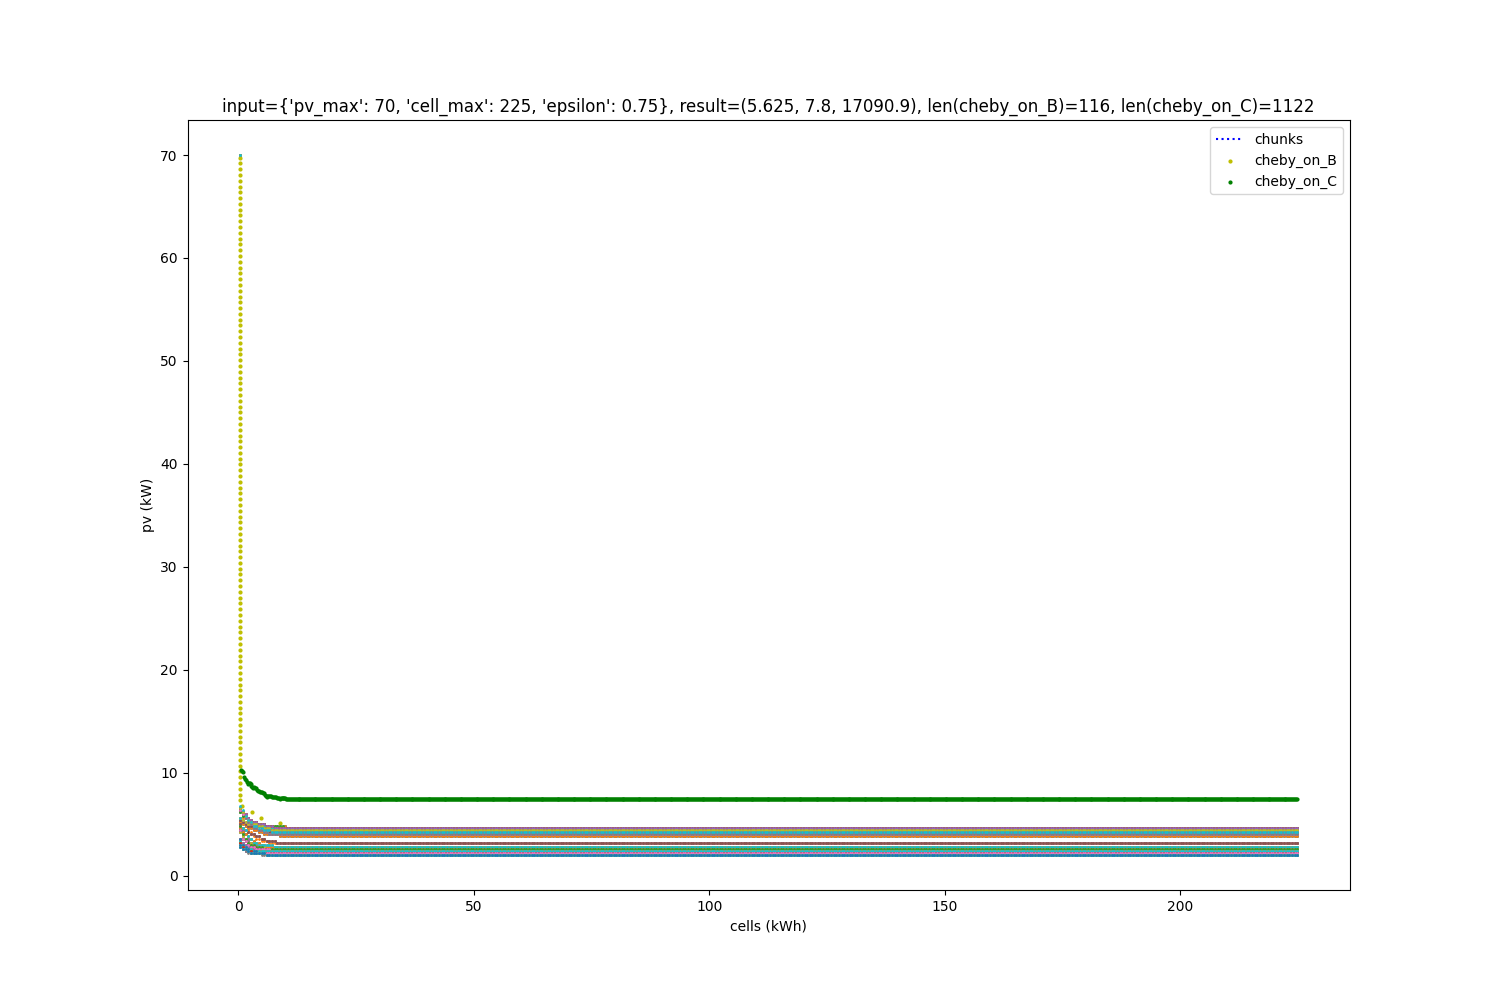 input={'pv_max': 70, 'cell_max': 225, 'epsilon': 0.75}, result=(5.625, 7.8, 17090.9), len(cheby_on_B)=116, len(cheby_on_C)=1122
chunks
cheby_on_B
cheby_on_C
70
60
50
40
30
20
10
0
pv (kW)
0 50 100 150 200
cells (kWh)